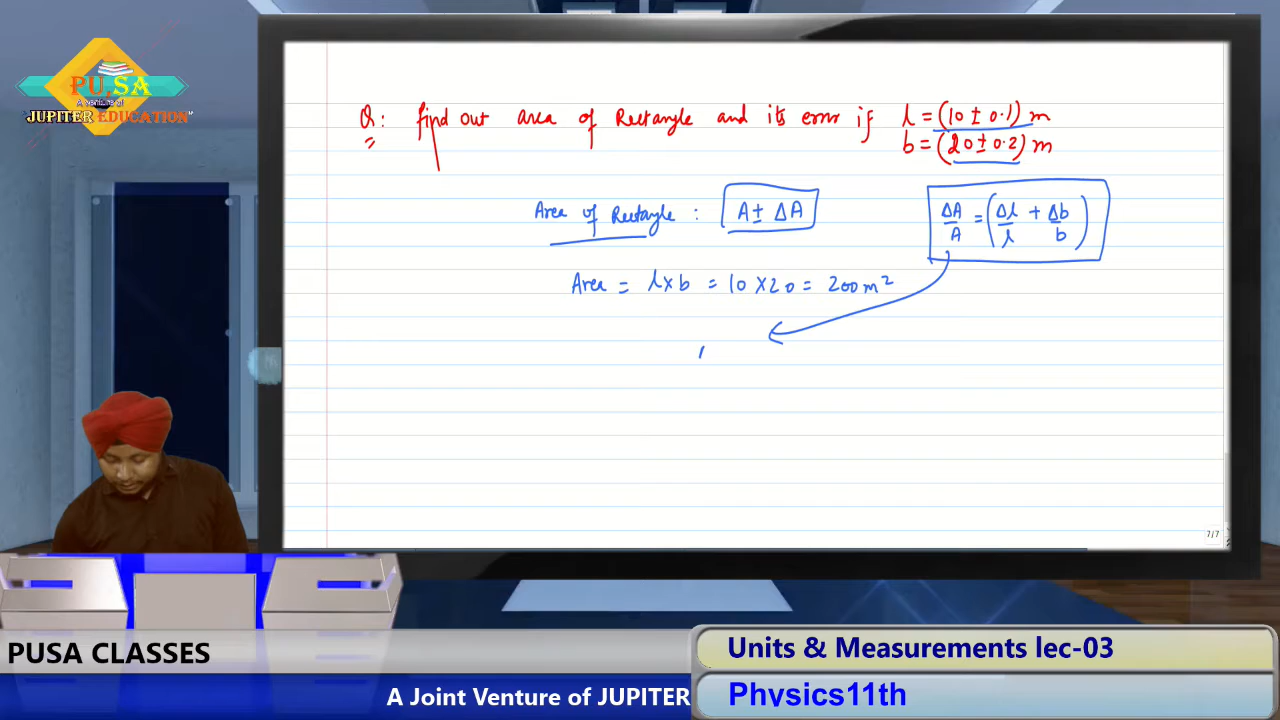 PU,SA
A venture of
JUPITER EDUCATION"
Q: find out area of Rectangle and its error if l = (10 ± 0.1) m
b = (20 ± 0.2) m
Area of Rectangle : A ± ΔA
ΔA/A = (Δl/l + Δb/b)
Area = l×b = 10 × 20 = 200 m²
7/7
PUSA CLASSES
Units & Measurements lec-03
A Joint Venture of JUPITER
Physics11th